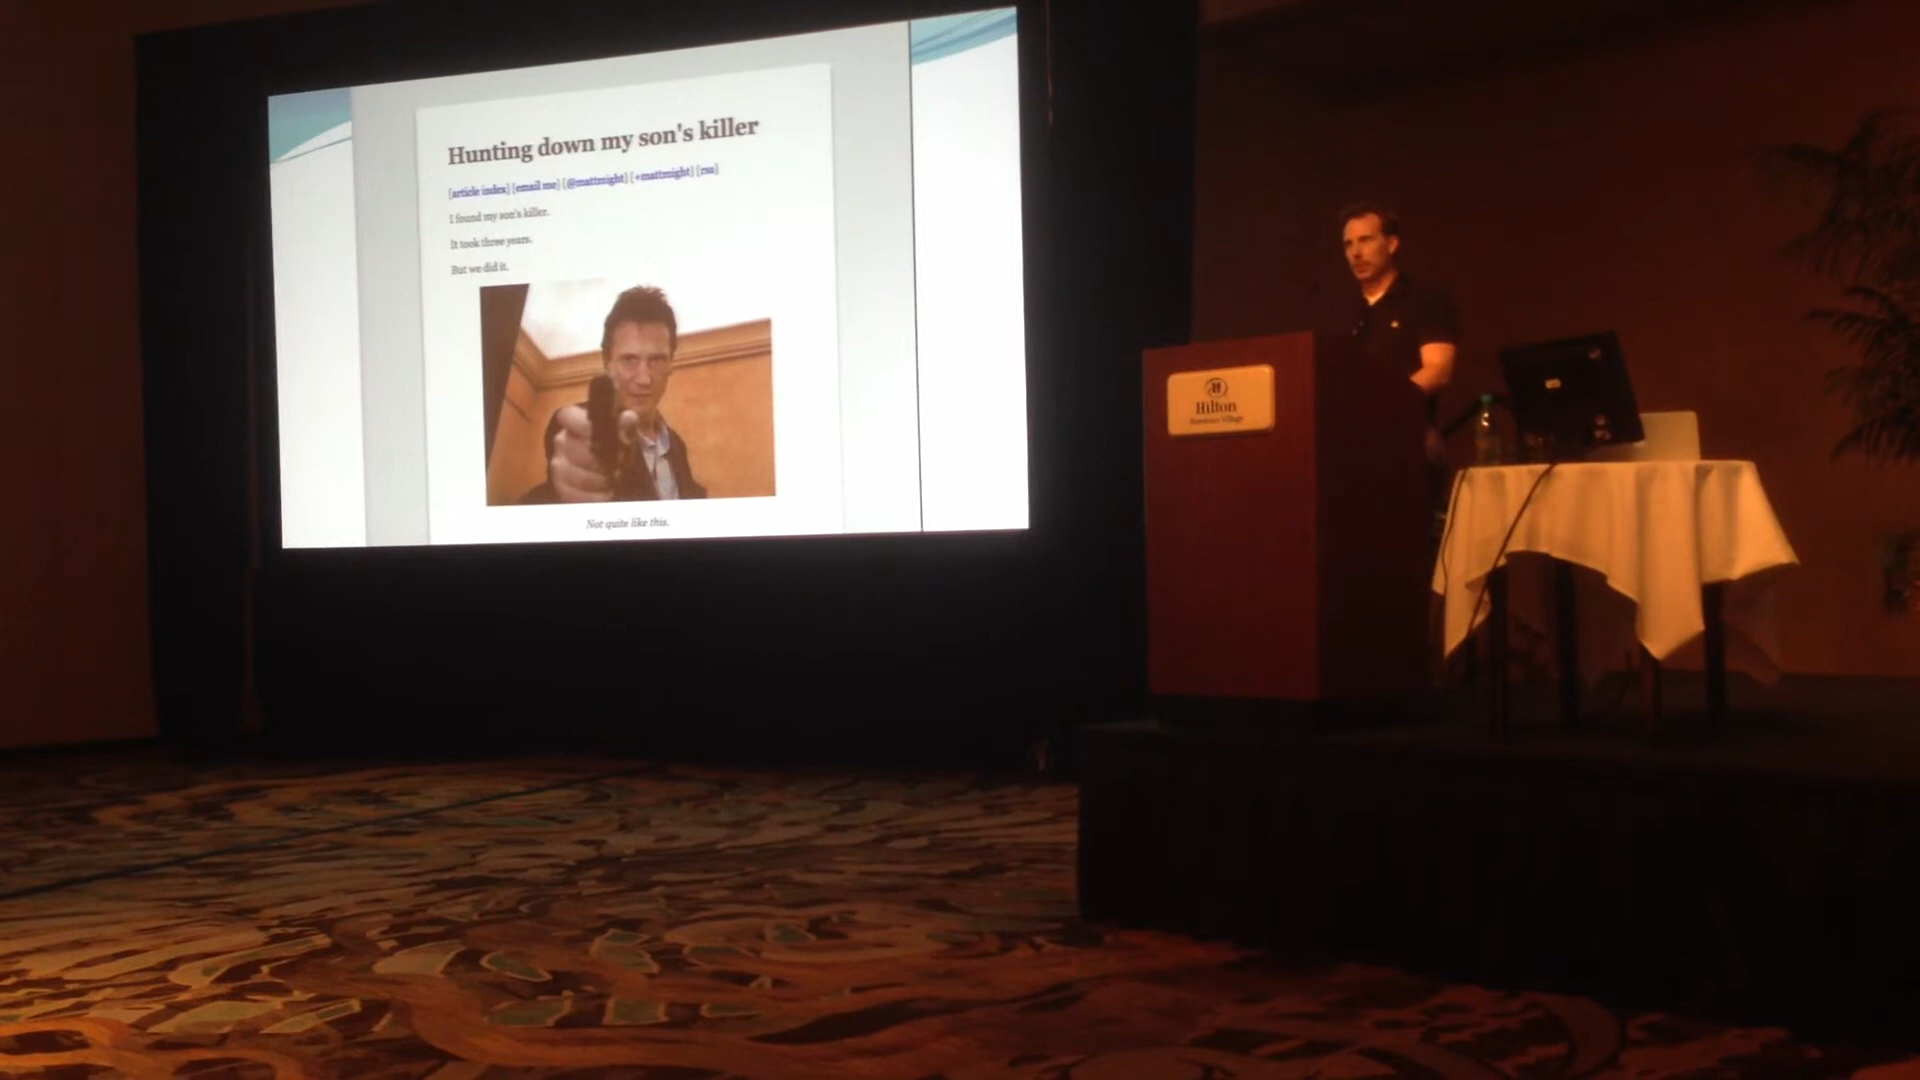 Hunting down my son's killer
[article index] [email me] [@mattmight] [+mattmight] [rss]
I found my son's killer.
It took three years.
But we did it.
Not quite like this.
Hilton